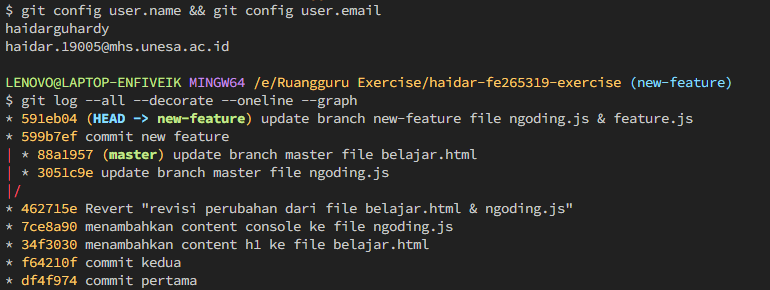 $ git config user.name && git config user.email
haidarguhardy
haidar.19005@mhs.unesa.ac.id
LENOVO@LAPTOP-ENFIVEIK MINGW64 /e/Ruangguru Exercise/haidar-fe265319-exercise (new-feature)
$ git log --all --decorate --oneline --graph
* 591eb04 (HEAD -> new-feature) update branch new-feature file ngoding.js & feature.js
* 599b7ef commit new feature
| * 88a1957 (master) update branch master file belajar.html
| * 3051c9e update branch master file ngoding.js
|/
* 462715e Revert "revisi perubahan dari file belajar.html & ngoding.js"
* 7ce8a90 menambahkan content console ke file ngoding.js
* 34f3030 menambahkan content h1 ke file belajar.html
* f64210f commit kedua
* df4f974 commit pertama